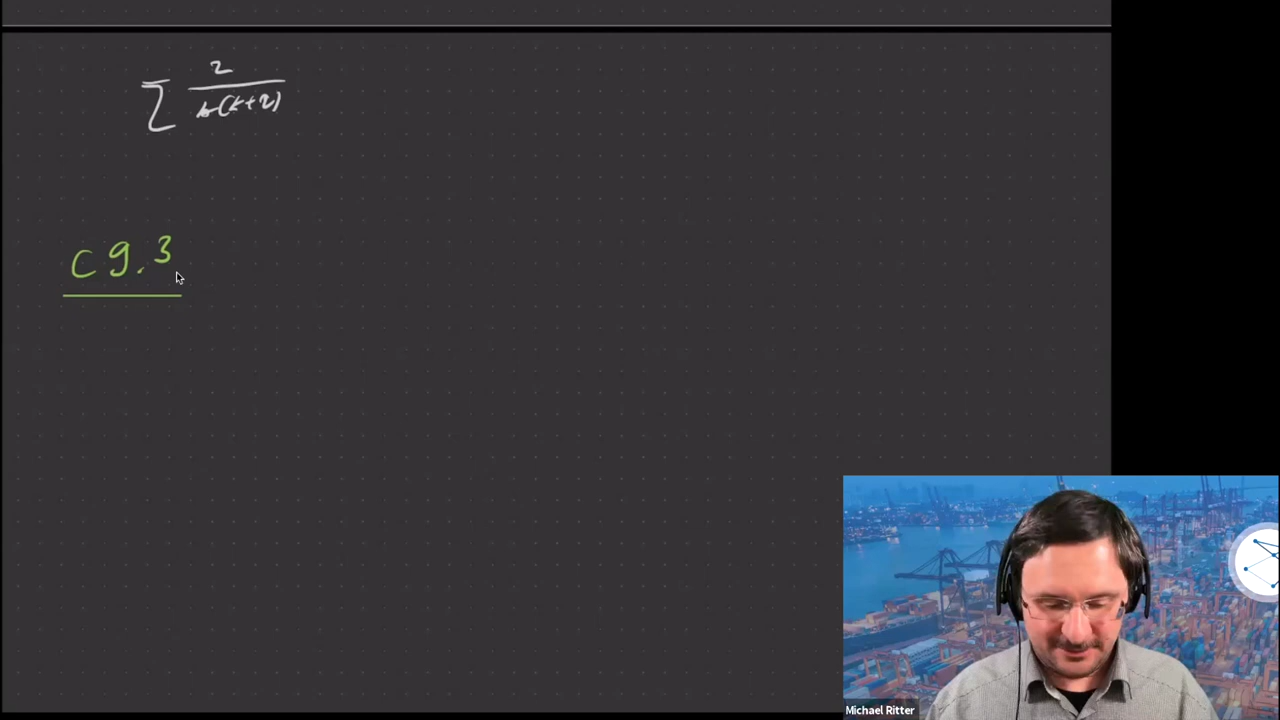 ∑ 2/(k(k+2))
C 9.3
Michael Ritter